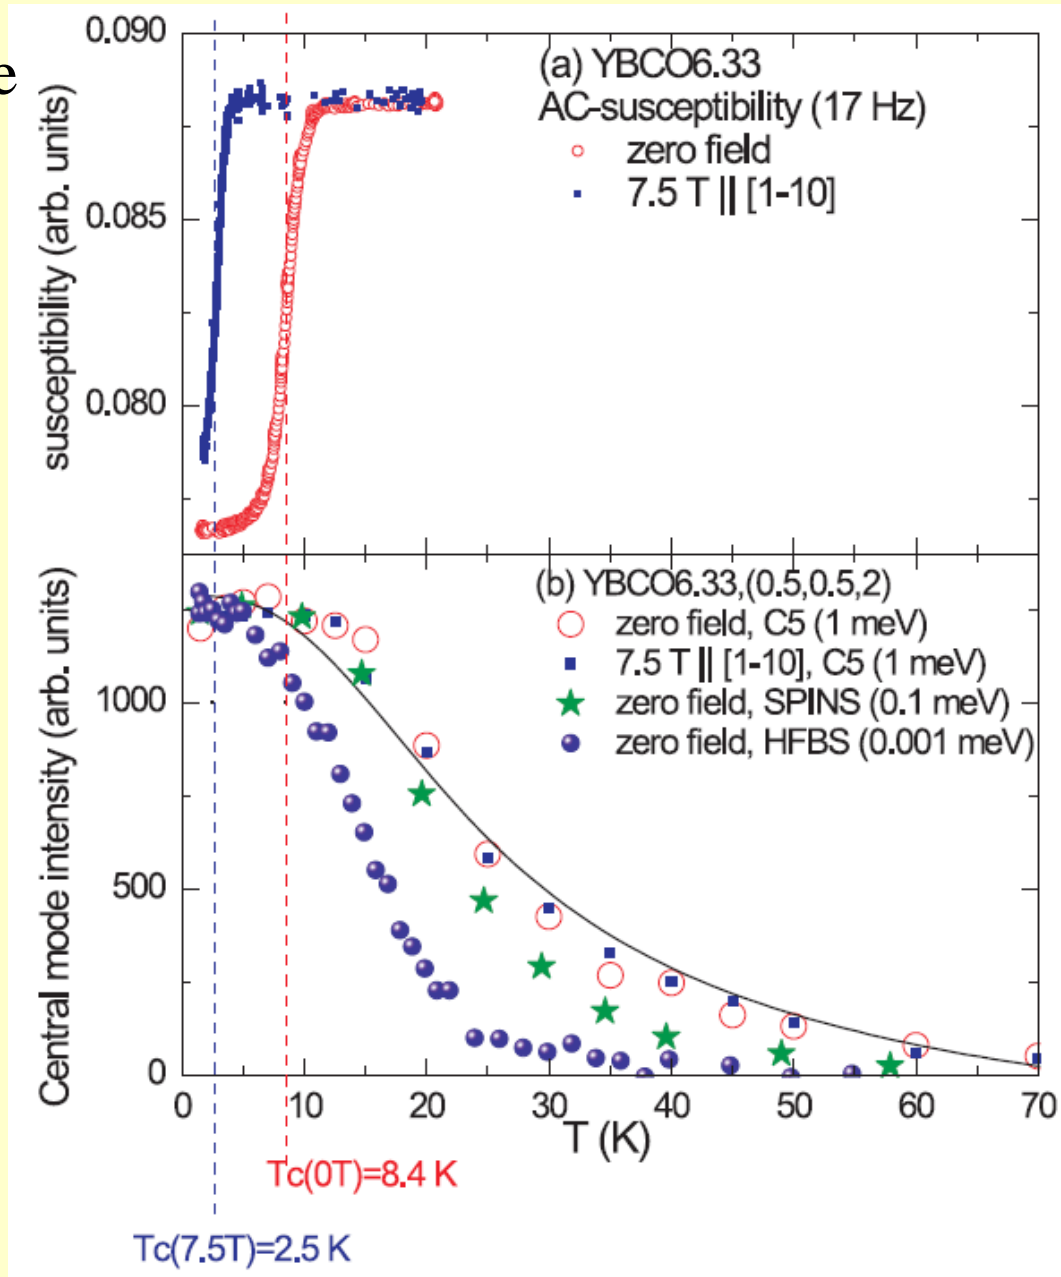 e
0.090
0.085
0.080
susceptibility (arb. units)
(a) YBCO6.33
AC-susceptibility (17 Hz)
zero field
7.5 T || [1-10]
1000
500
0
Central mode intensity (arb. units)
(b) YBCO6.33,(0.5,0.5,2)
zero field, C5 (1 meV)
7.5 T || [1-10], C5 (1 meV)
zero field, SPINS (0.1 meV)
zero field, HFBS (0.001 meV)
0 10 20 30 40 50 60 70
T (K)
Tc(0T)=8.4 K
Tc(7.5T)=2.5 K